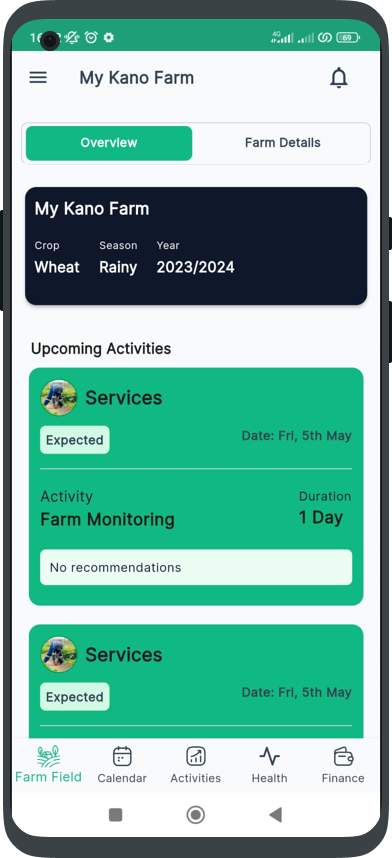 4G
69
My Kano Farm
Overview
Farm Details
My Kano Farm
Crop Season Year
Wheat Rainy 2023/2024
Upcoming Activities
Services
Expected
Date: Fri, 5th May
Activity
Duration
Farm Monitoring
1 Day
No recommendations
Services
Expected
Date: Fri, 5th May
Farm Field
Calendar
Activities
Health
Finance